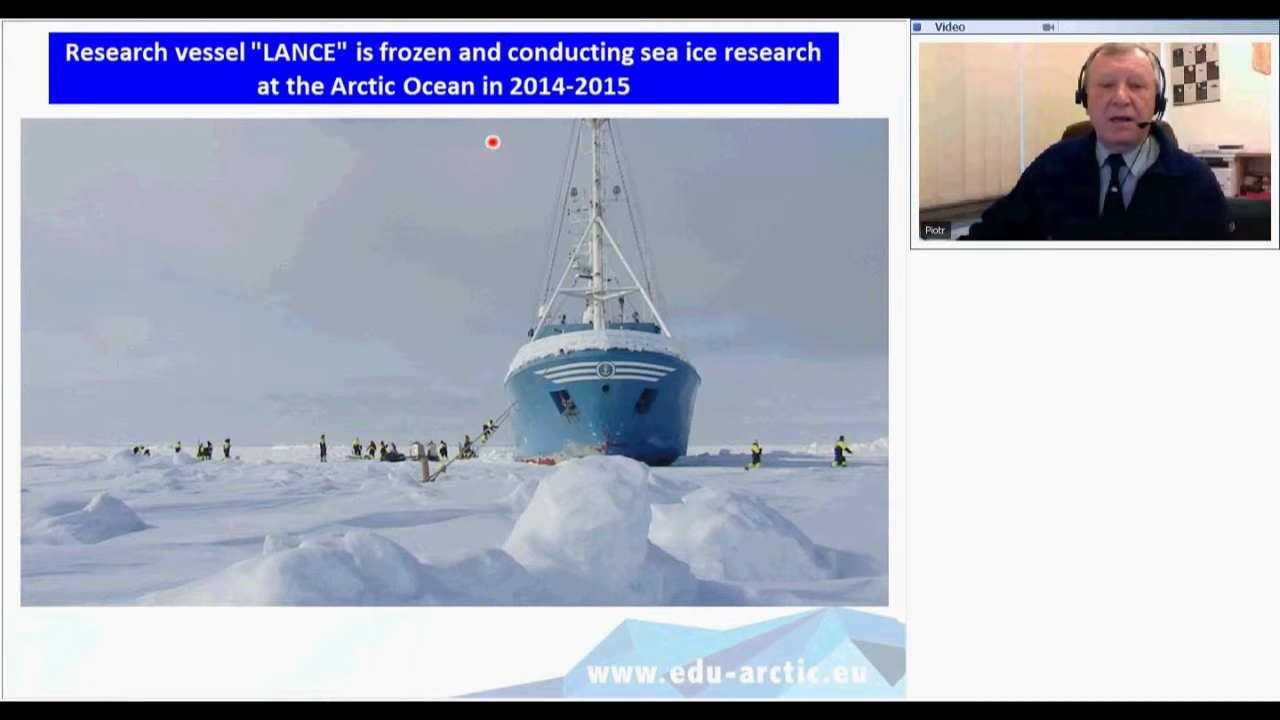 Research vessel "LANCE" is frozen and conducting sea ice research
at the Arctic Ocean in 2014-2015
Video
Piotr
www.edu-arctic.eu